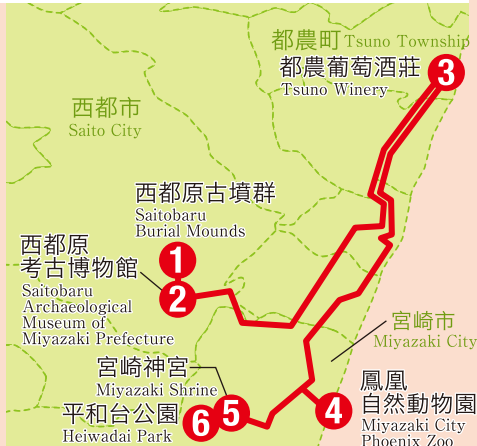 都農町 Tsuno Township
都農葡萄酒莊
Tsuno Winery
3
西都市
Saito City
西都原古墳群
Saitobaru
Burial Mounds
1
西都原
考古博物館
Saitobaru
Archaeological
Museum of
Miyazaki Prefecture
2
宮崎市
Miyazaki City
宮崎神宮
Miyazaki Shrine
5
平和台公園
Heiwadai Park
6
4
鳳凰
自然動物園
Miyazaki City
Phoenix Zoo